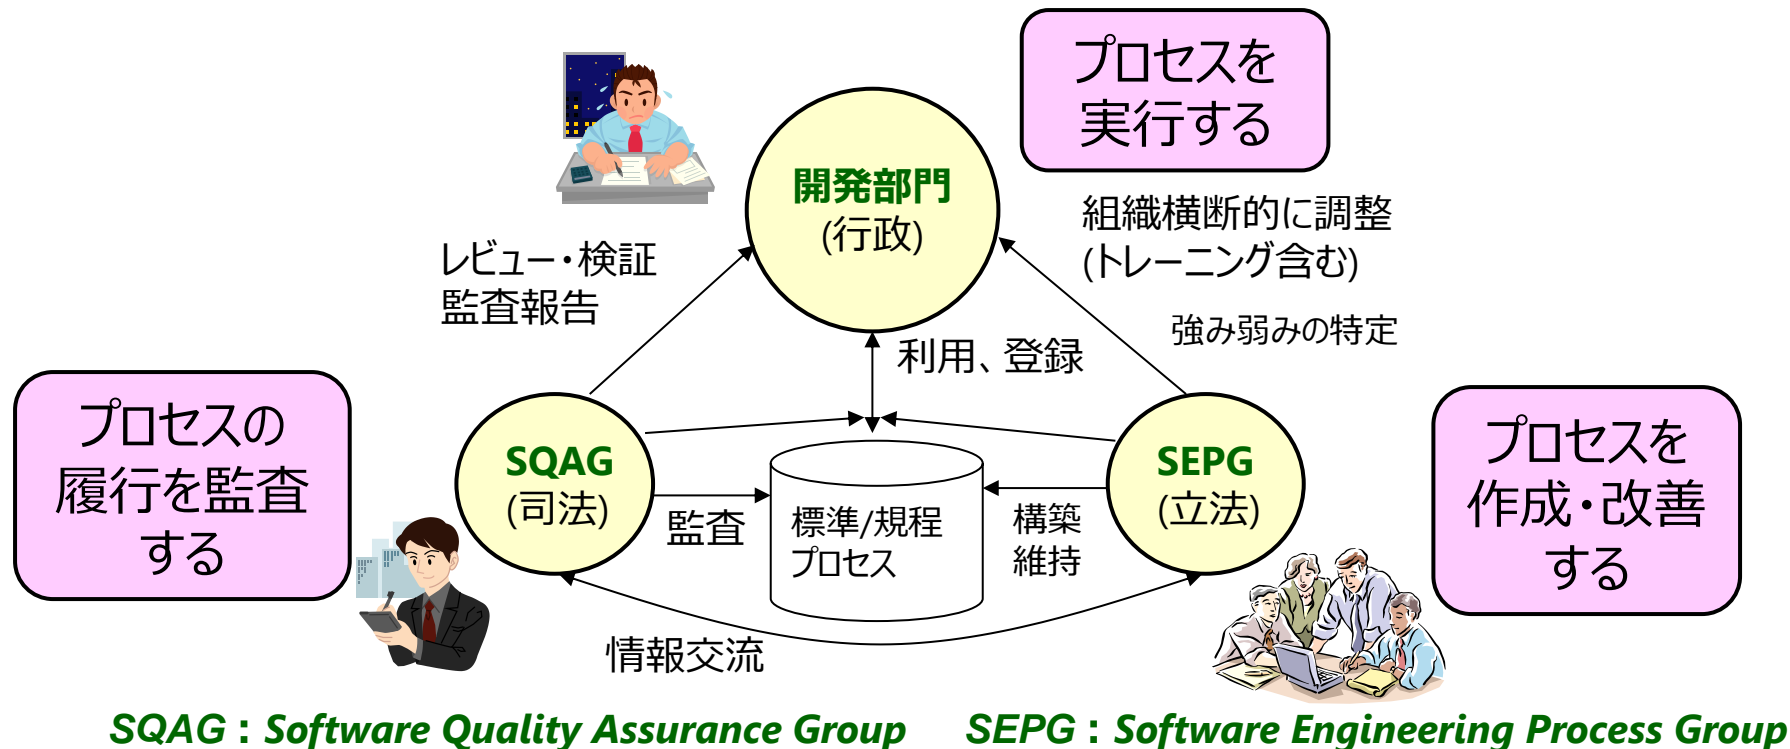 プロセスを
実行する
開発部門
(行政)
組織横断的に調整
(トレーニング含む)
レビュー・検証
監査報告
強み弱みの特定
利用、登録
プロセスの
履行を監査
する
SQAG
(司法)
監査
標準/規程
プロセス
構築
維持
SEPG
(立法)
プロセスを
作成・改善
する
情報交流
SQAG : Software Quality Assurance Group
SEPG : Software Engineering Process Group